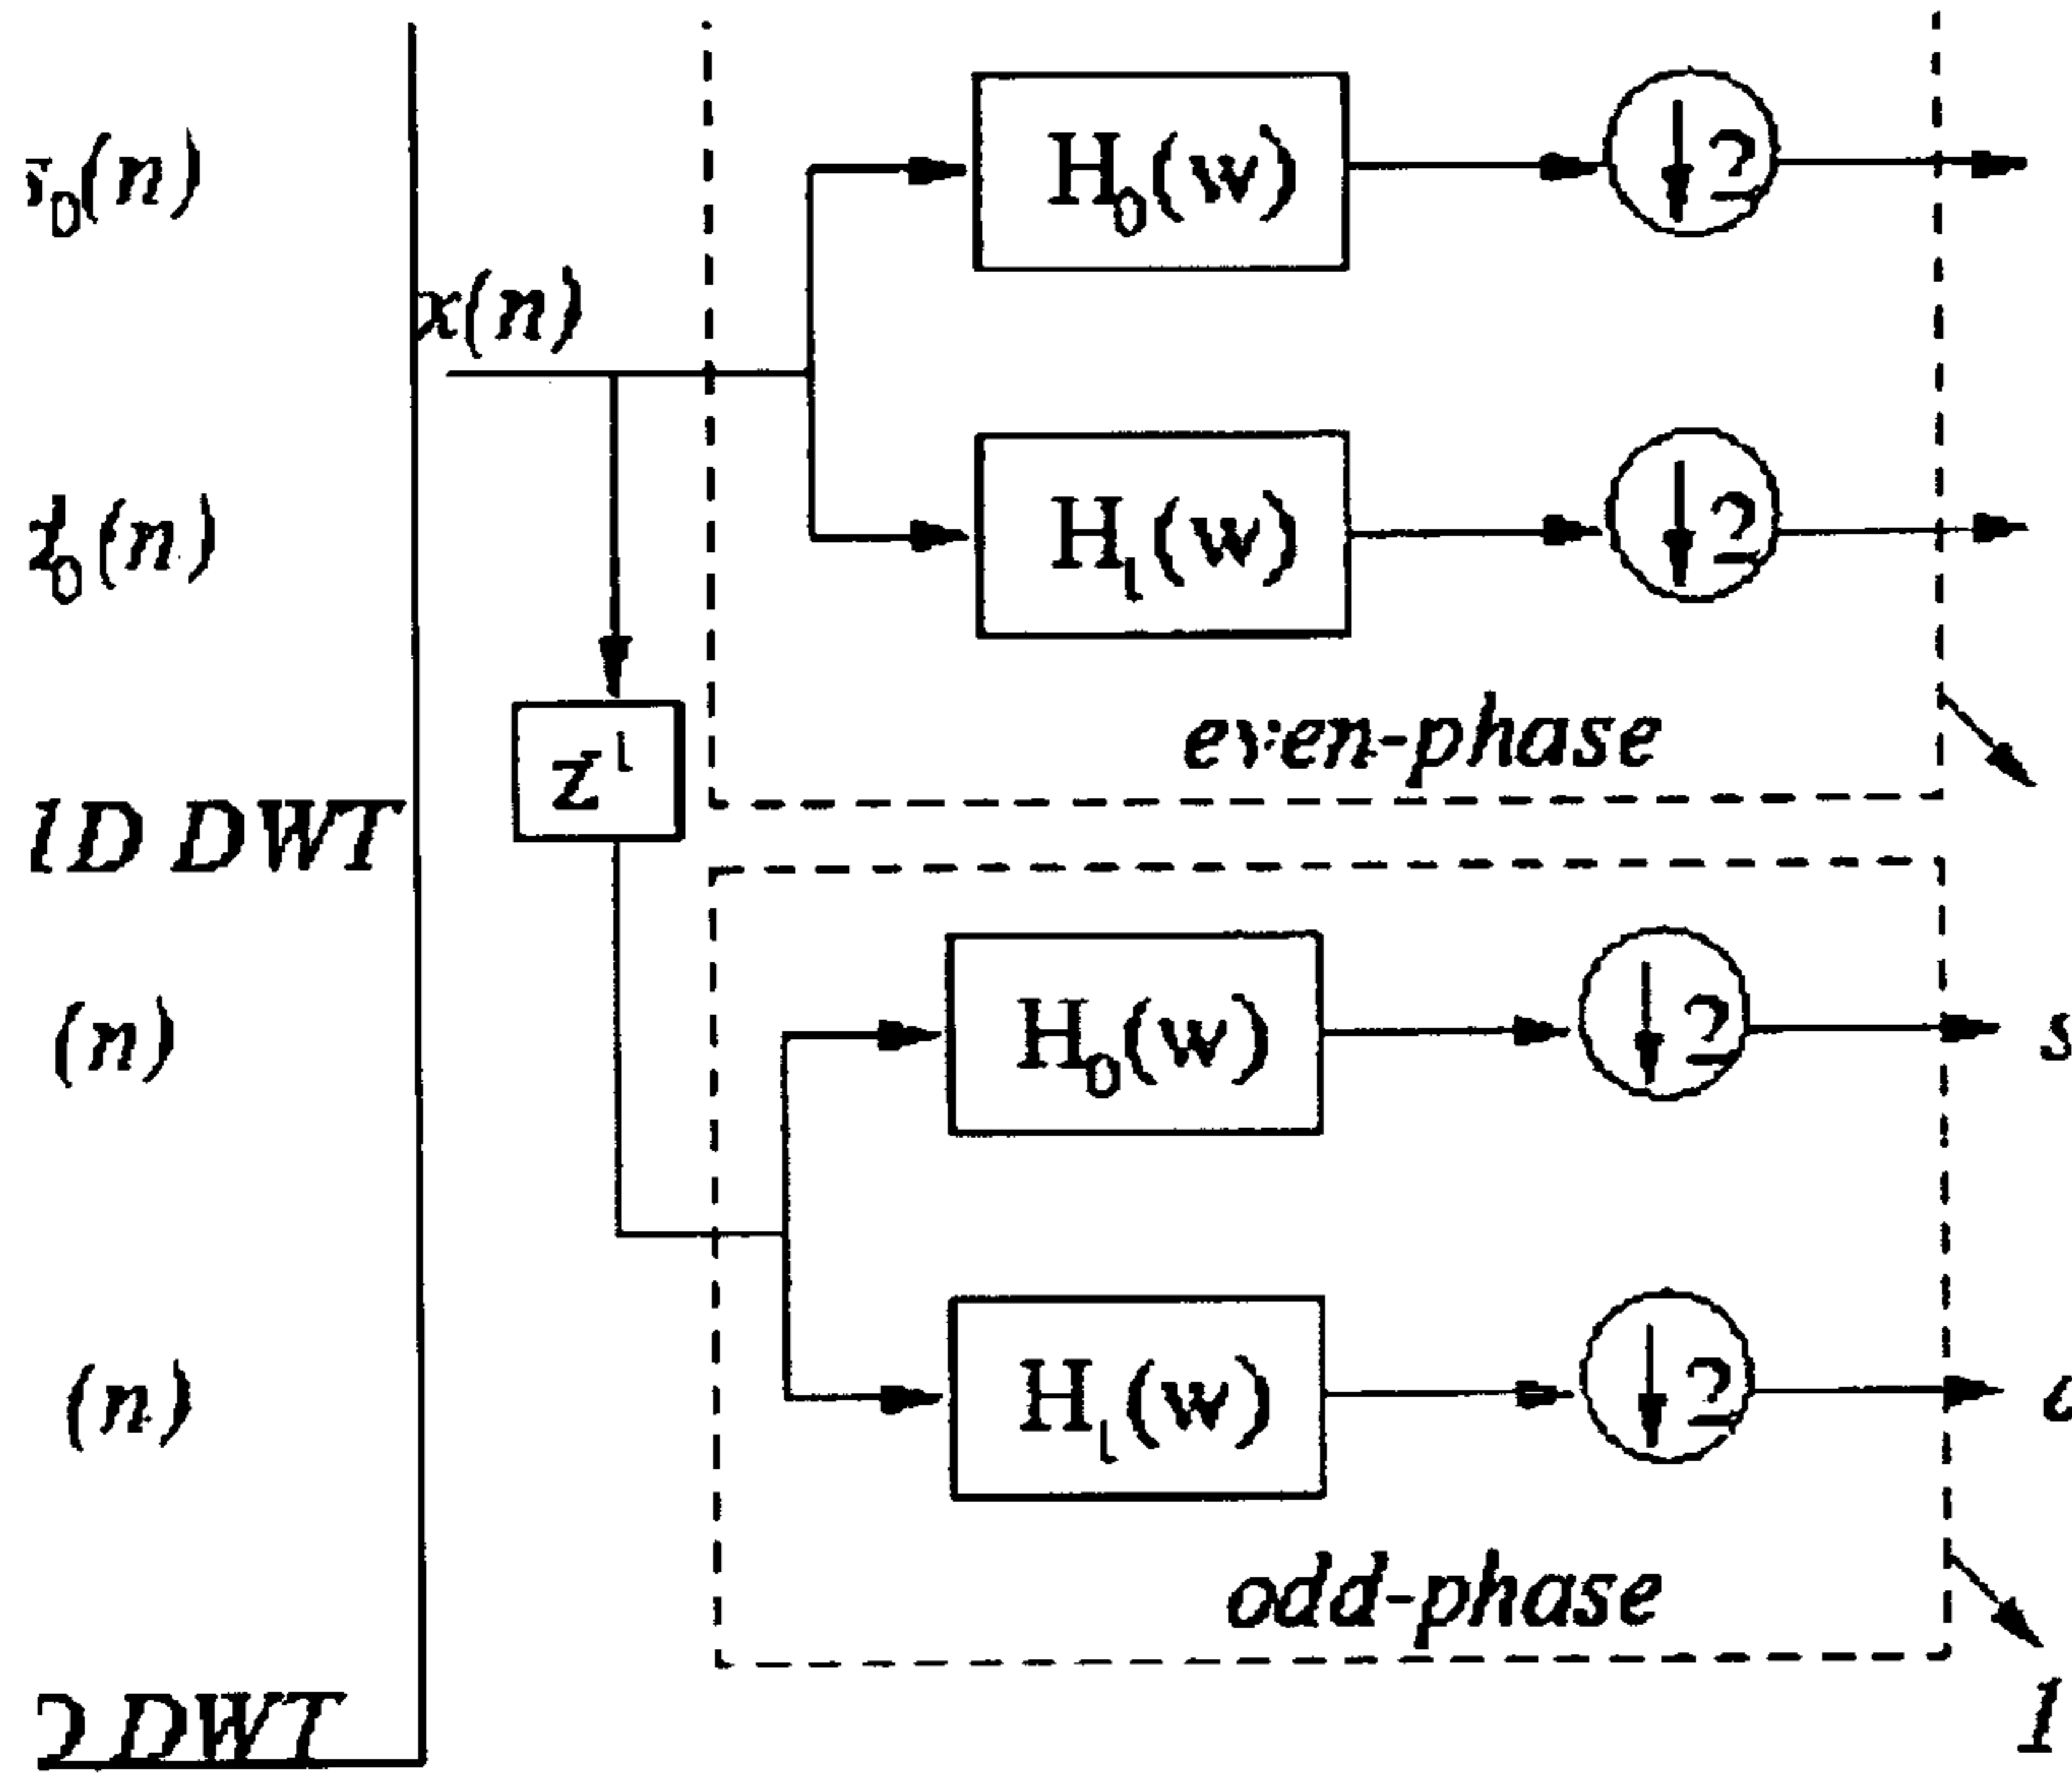 (n)
H0(w)
↓2
x(n)
(n)
H1(w)
↓2
even-phase
z1
1D DWT
(n)
H0(w)
↓2
s
(n)
H1(w)
↓2
odd-phase
DWT
1